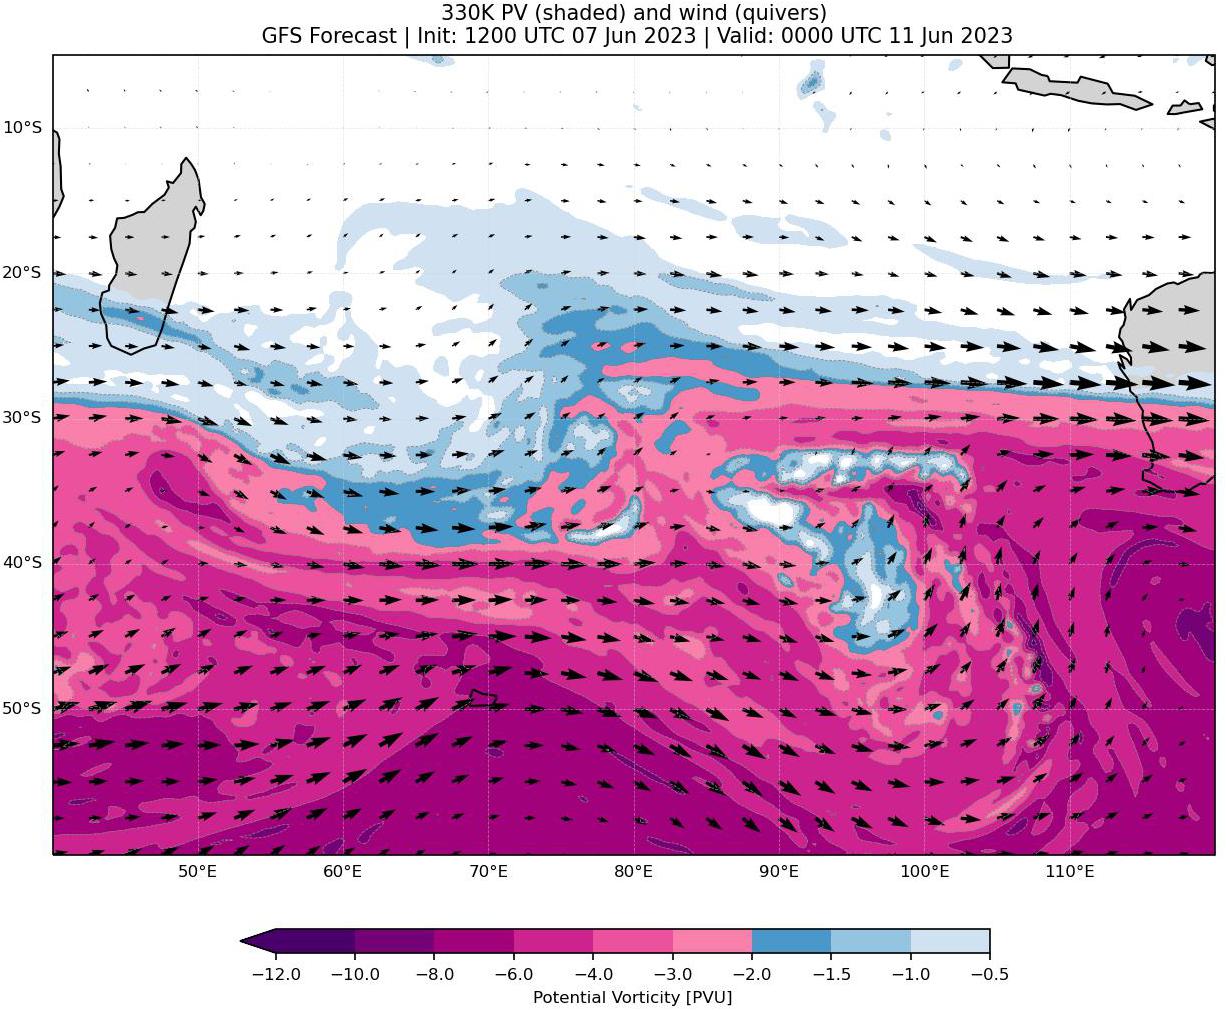 330K PV (shaded) and wind (quivers)
GFS Forecast | Init: 1200 UTC 07 Jun 2023 | Valid: 0000 UTC 11 Jun 2023
10°S
20°S
30°S
40°S
50°S
50°E 60°E 70°E 80°E 90°E 100°E 110°E
−12.0 −10.0 −8.0 −6.0 −4.0 −3.0 −2.0 −1.5 −1.0 −0.5
Potential Vorticity [PVU]